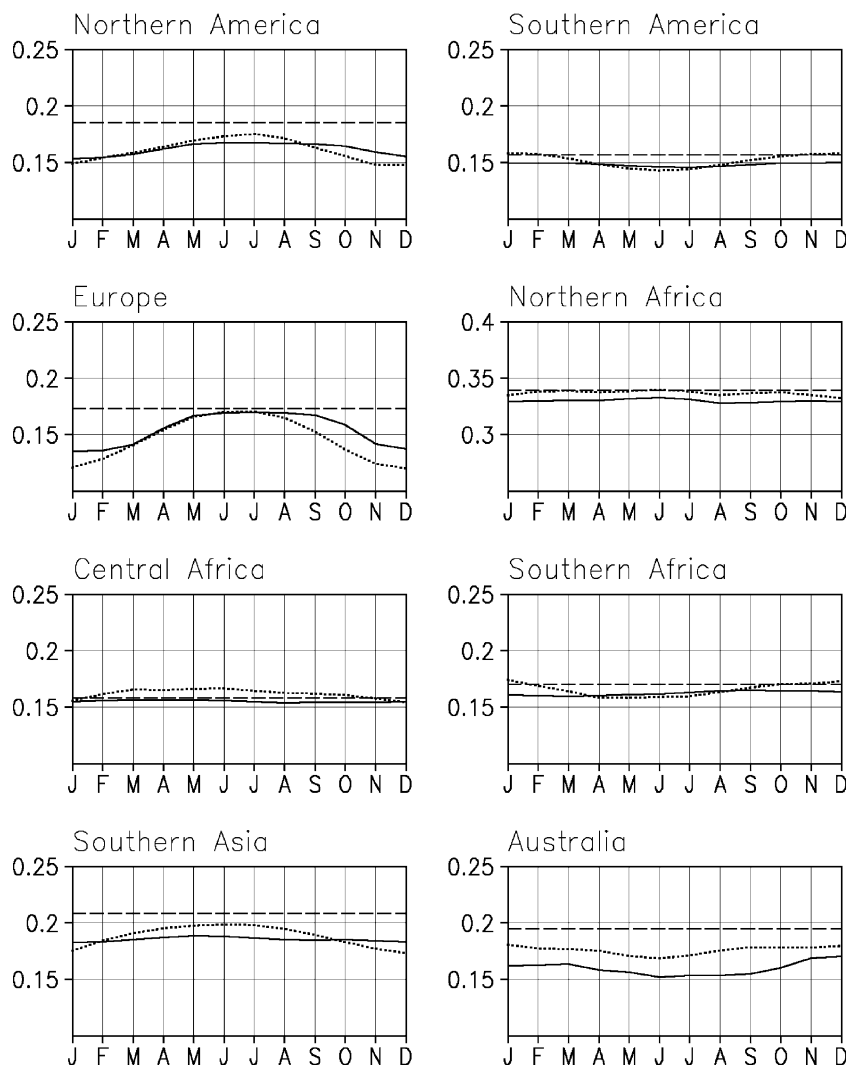 Northern America
0.25
0.2
0.15
J F M A M J J A S O N D
Southern America
0.25
0.2
0.15
J F M A M J J A S O N D
Europe
0.25
0.2
0.15
J F M A M J J A S O N D
Northern Africa
0.4
0.35
0.3
J F M A M J J A S O N D
Central Africa
0.25
0.2
0.15
J F M A M J J A S O N D
Southern Africa
0.25
0.2
0.15
J F M A M J J A S O N D
Southern Asia
0.25
0.2
0.15
J F M A M J J A S O N D
Australia
0.25
0.2
0.15
J F M A M J J A S O N D